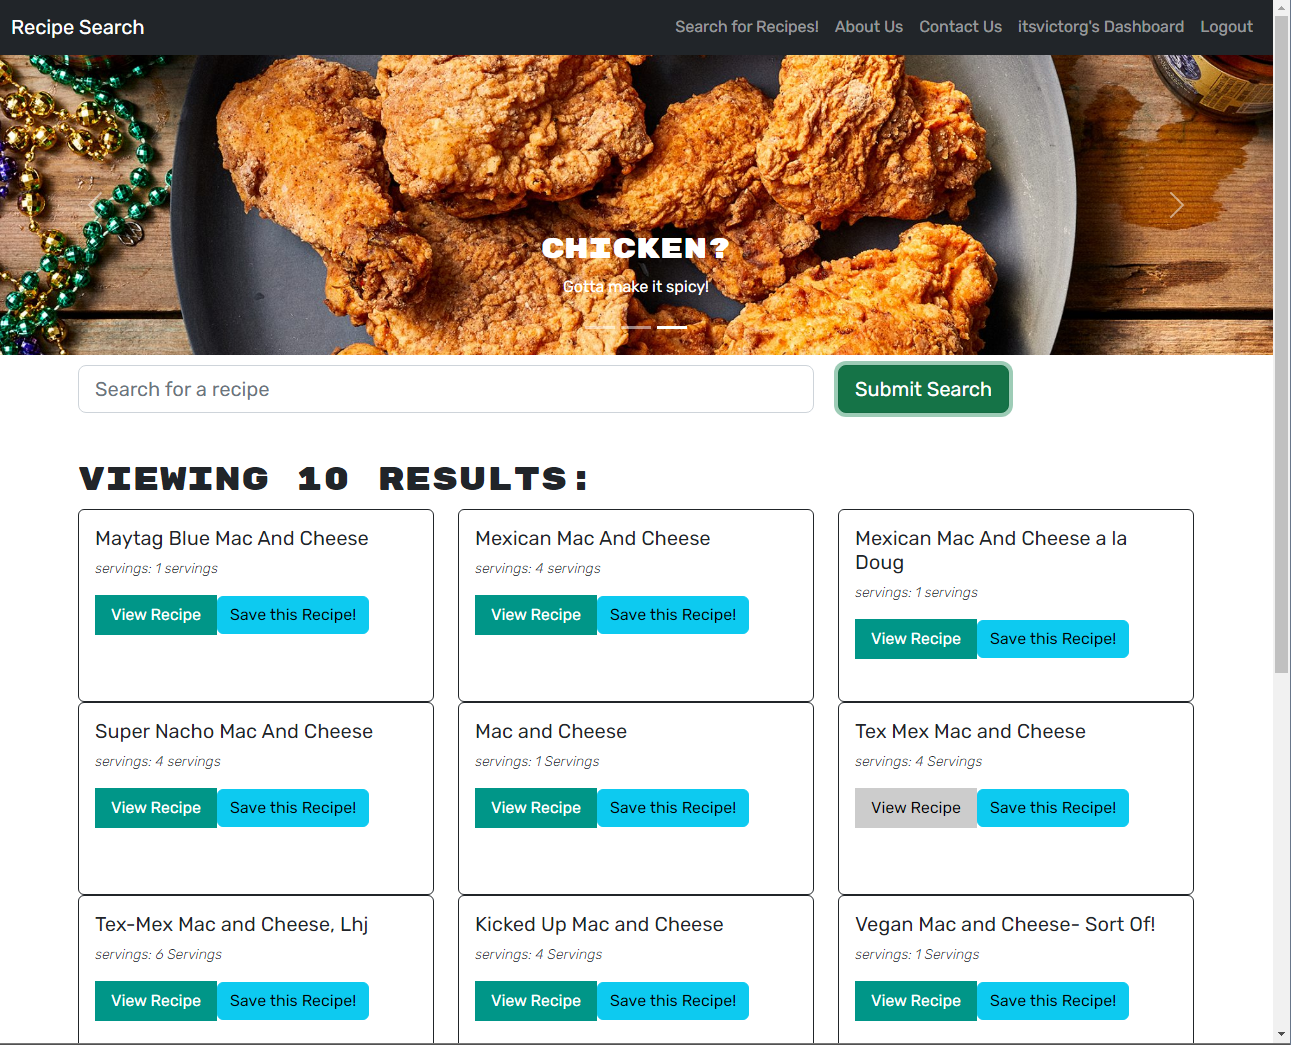 Recipe Search
Search for Recipes! About Us Contact Us itsvictorg's Dashboard Logout
CHICKEN?
Gotta make it spicy!
Search for a recipe
Submit Search
VIEWING 10 RESULTS:
Maytag Blue Mac And Cheese
servings: 1 servings
View Recipe Save this Recipe!
Mexican Mac And Cheese
servings: 4 servings
View Recipe Save this Recipe!
Mexican Mac And Cheese a la
Doug
servings: 1 servings
View Recipe Save this Recipe!
Super Nacho Mac And Cheese
servings: 4 servings
View Recipe Save this Recipe!
Mac and Cheese
servings: 1 Servings
View Recipe Save this Recipe!
Tex Mex Mac and Cheese
servings: 4 Servings
View Recipe Save this Recipe!
Tex-Mex Mac and Cheese, Lhj
servings: 6 Servings
View Recipe Save this Recipe!
Kicked Up Mac and Cheese
servings: 4 Servings
View Recipe Save this Recipe!
Vegan Mac and Cheese- Sort Of!
servings: 1 Servings
View Recipe Save this Recipe!